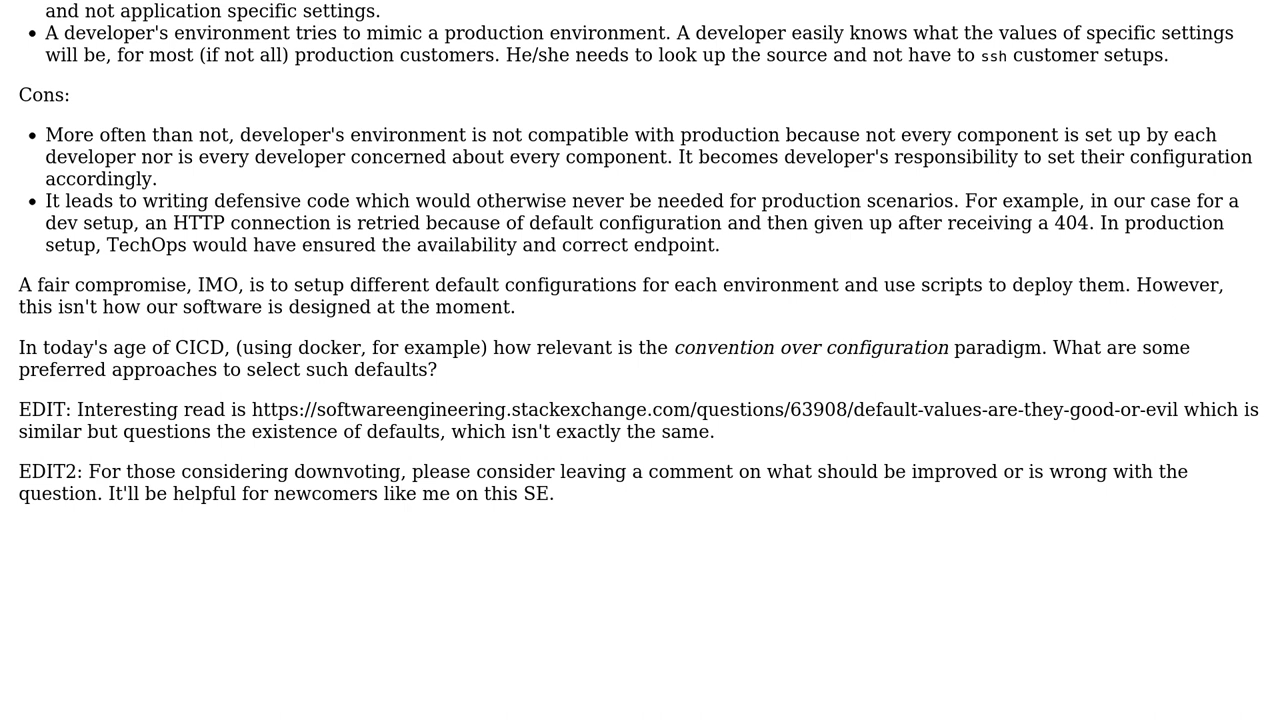 and not application specific settings.
• A developer's environment tries to mimic a production environment. A developer easily knows what the values of specific settings
will be, for most (if not all) production customers. He/she needs to look up the source and not have to ssh customer setups.
Cons:
• More often than not, developer's environment is not compatible with production because not every component is set up by each
developer nor is every developer concerned about every component. It becomes developer's responsibility to set their configuration
accordingly.
• It leads to writing defensive code which would otherwise never be needed for production scenarios. For example, in our case for a
dev setup, an HTTP connection is retried because of default configuration and then given up after receiving a 404. In production
setup, TechOps would have ensured the availability and correct endpoint.
A fair compromise, IMO, is to setup different default configurations for each environment and use scripts to deploy them. However,
this isn't how our software is designed at the moment.
In today's age of CICD, (using docker, for example) how relevant is the convention over configuration paradigm. What are some
preferred approaches to select such defaults?
EDIT: Interesting read is https://softwareengineering.stackexchange.com/questions/63908/default-values-are-they-good-or-evil which is
similar but questions the existence of defaults, which isn't exactly the same.
EDIT2: For those considering downvoting, please consider leaving a comment on what should be improved or is wrong with the
question. It'll be helpful for newcomers like me on this SE.